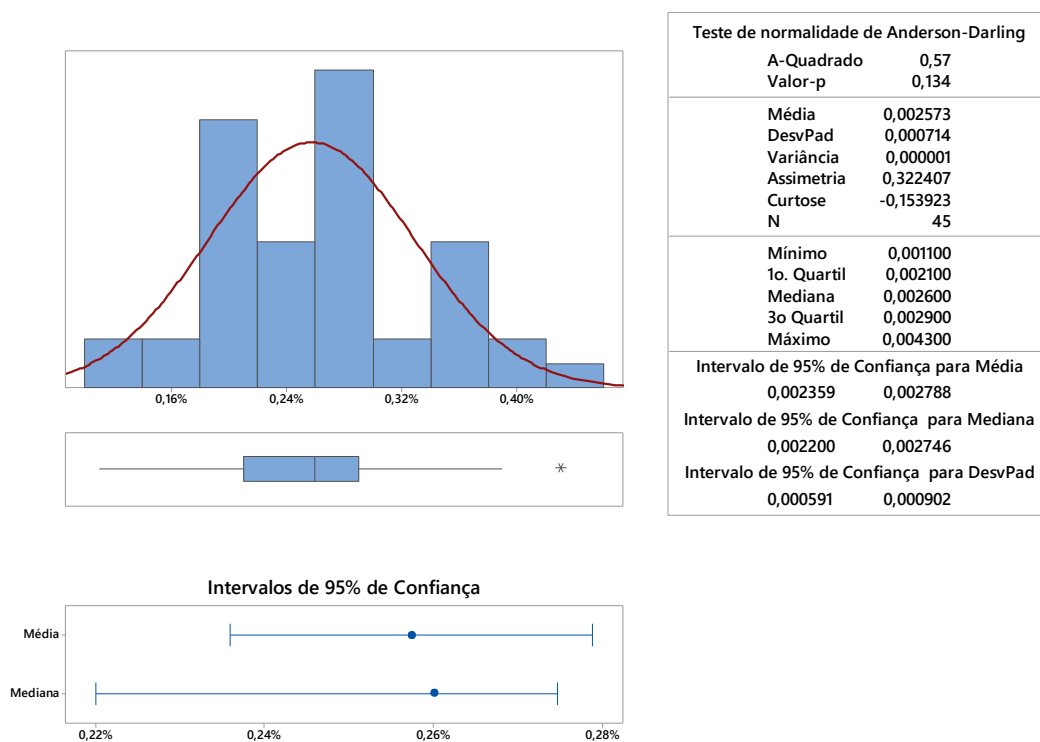 Teste de normalidade de Anderson-Darling
A-Quadrado 0,57
Valor-p 0,134
Média 0,002573
DesvPad 0,000714
Variância 0,000001
Assimetria 0,322407
Curtose -0,153923
N 45
Mínimo 0,001100
1o. Quartil 0,002100
Mediana 0,002600
3o Quartil 0,002900
Máximo 0,004300
Intervalo de 95% de Confiança para Média
0,002359 0,002788
Intervalo de 95% de Confiança para Mediana
0,002200 0,002746
Intervalo de 95% de Confiança para DesvPad
0,000591 0,000902
0,16% 0,24% 0,32% 0,40%
Intervalos de 95% de Confiança
Média
Mediana
0,22% 0,24% 0,26% 0,28%